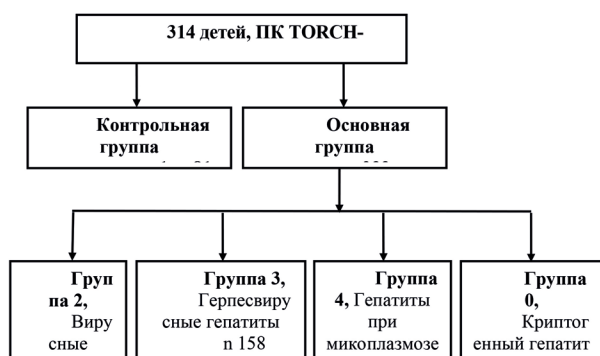 314 детей, ПК TORCH-
Контрольная
группа
Основная
группа
Груп
па 2,
Виру
сные
Группа 3,
Герпесвиру
сные гепатиты
n 158
Группа
4, Гепатиты
при
микоплазмозе
Группа
0,
Криптог
енный гепатит